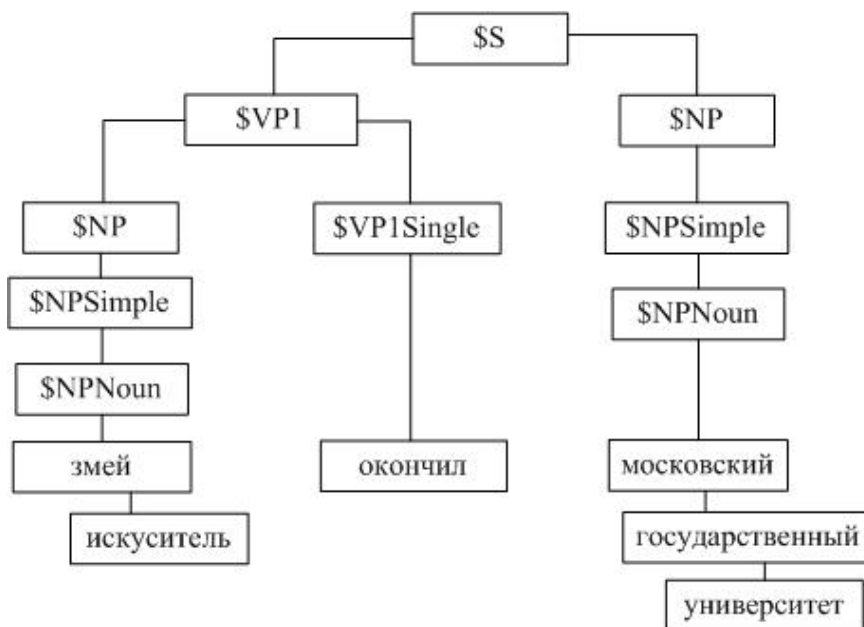 $S
$VP1
$NP
$NP
$VP1Single
$NPSimple
$NPSimple
$NPNoun
$NPNoun
змей
окончил
московский
искуситель
государственный
университет